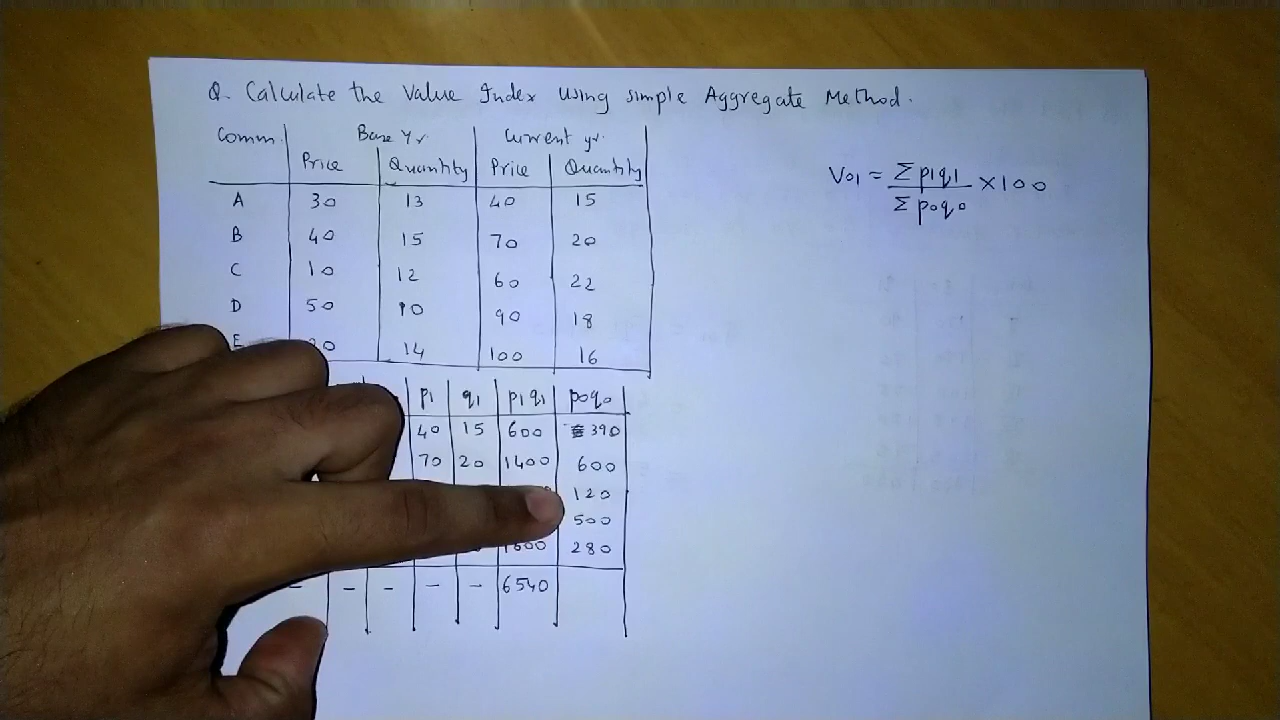 Q. Calculate the Value Index using simple Aggregate Method.
Comm. Base Yr. Current yr.
Price Quantity Price Quantity
V01 = Σp1q1 / Σp0q0 × 100
A 30 13 40 15
B 40 15 70 20
C 10 12 60 22
D 50 10 90 18
E 14 100 16
p1 q1 p1q1 p0q0
40 15 600 390
70 20 1400 600
120
500
1600 280
- - - - - 6540